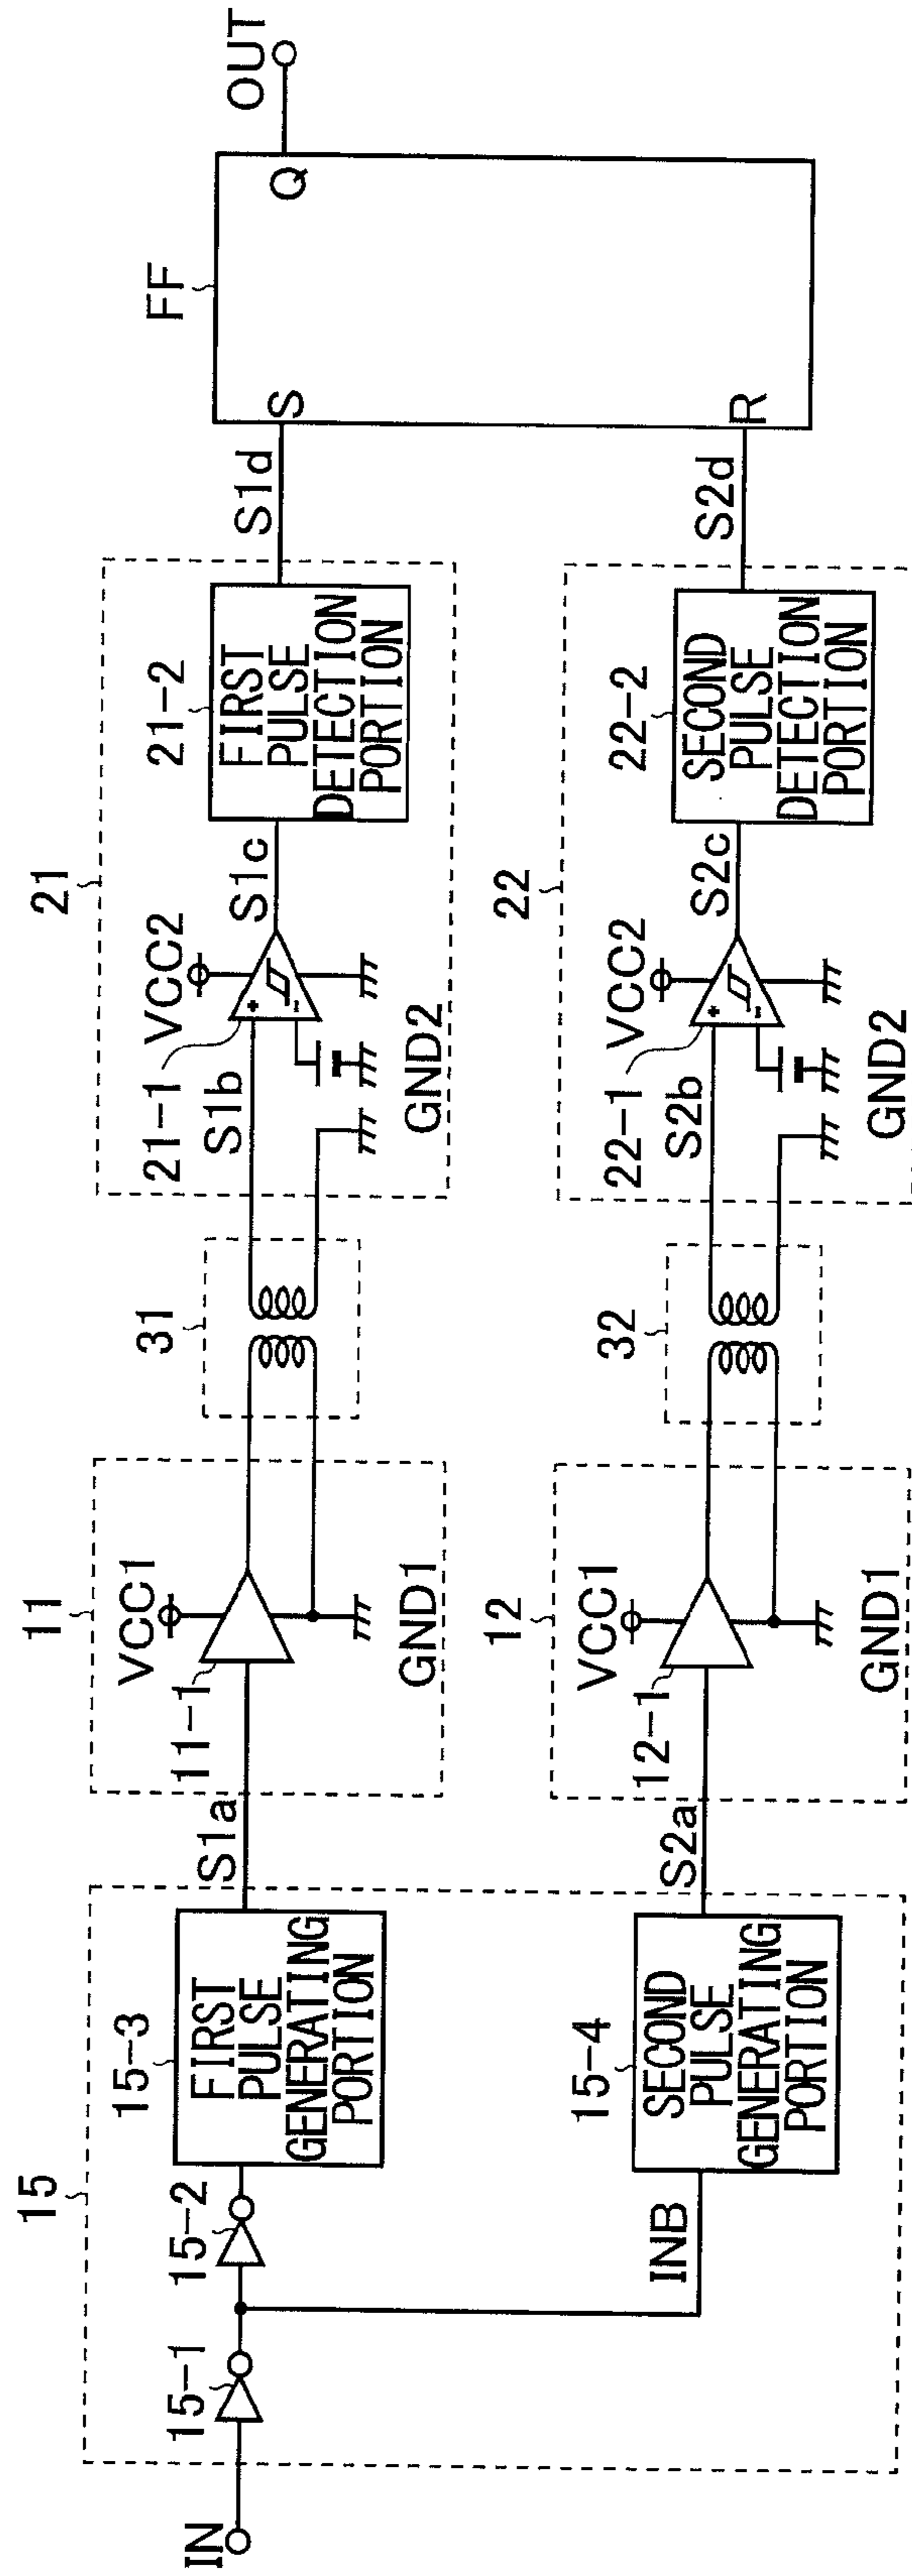 IN
15
15-1
15-2
INB
15-3
FIRST
PULSE
GENERATING
PORTION
15-4
SECOND
PULSE
GENERATING
PORTION
S1a
S2a
11
VCC1
11-1
GND1
12
VCC1
12-1
GND1
31
32
21
VCC2
21-1
S1b
+
-
GND2
S1c
21-2
FIRST
PULSE
DETECTION
PORTION
22
VCC2
22-1
S2b
+
-
GND2
S2c
22-2
SECOND
PULSE
DETECTION
PORTION
S1d
S2d
FF
S
R
Q
OUT